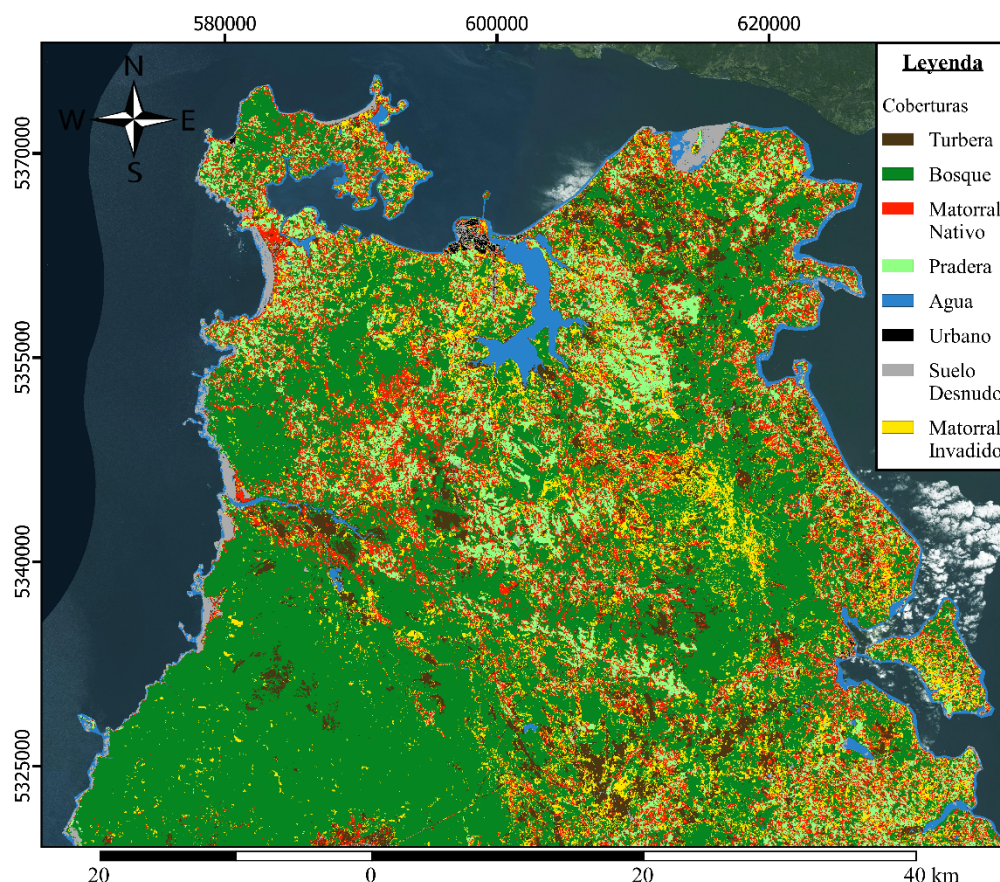 580000 600000 620000
N
W E
S
5370000
5355000
5340000
5325000
Leyenda
Coberturas
Turbera
Bosque
Matorral
Nativo
Pradera
Agua
Urbano
Suelo
Desnudo
Matorral
Invadido
20 0 20 40 km